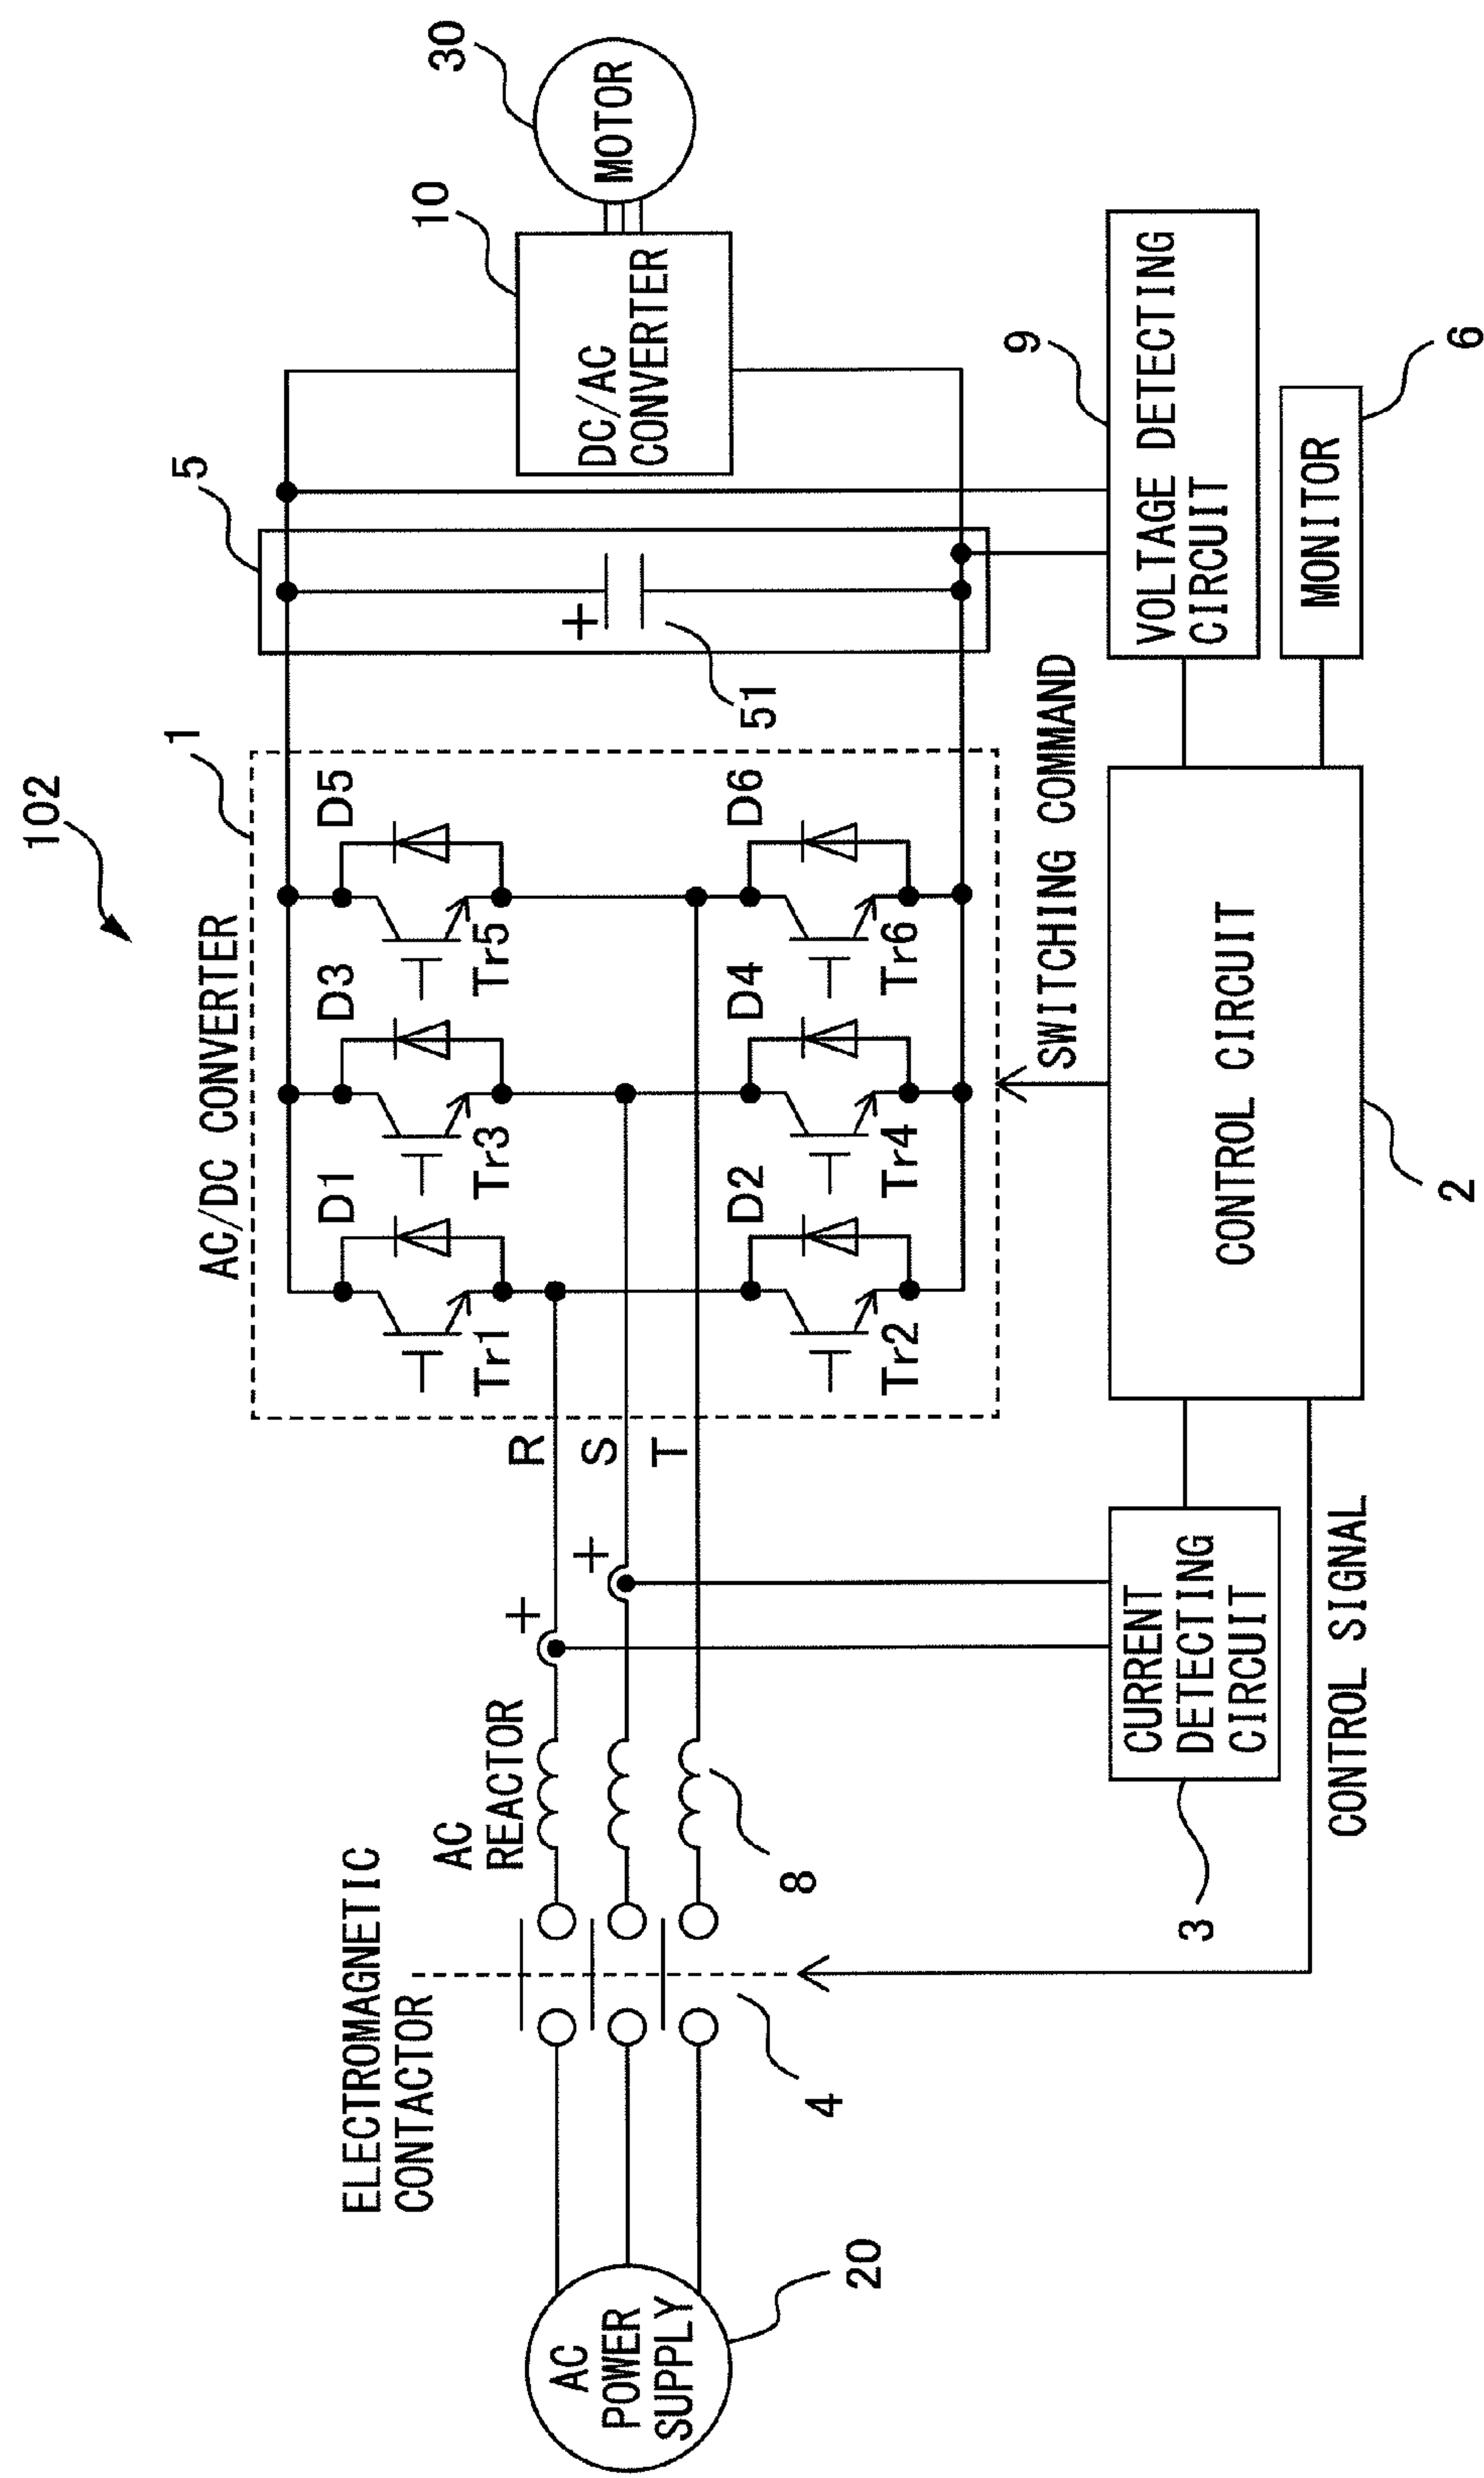 102
ELECTROMAGNETIC
CONTACTOR
AC
REACTOR
AC/DC CONVERTER
1
5
10
30
AC
POWER
SUPPLY
20
4
8
+
+
R
S
T
D1
D3
D5
Tr1
Tr3
Tr5
D2
D4
D6
Tr2
Tr4
Tr6
+
51
DC/AC
CONVERTER
MOTOR
SWITCHING COMMAND
9
CURRENT
DETECTING
CIRCUIT
3
CONTROL SIGNAL
CONTROL CIRCUIT
2
VOLTAGE DETECTING
CIRCUIT
MONITOR
6